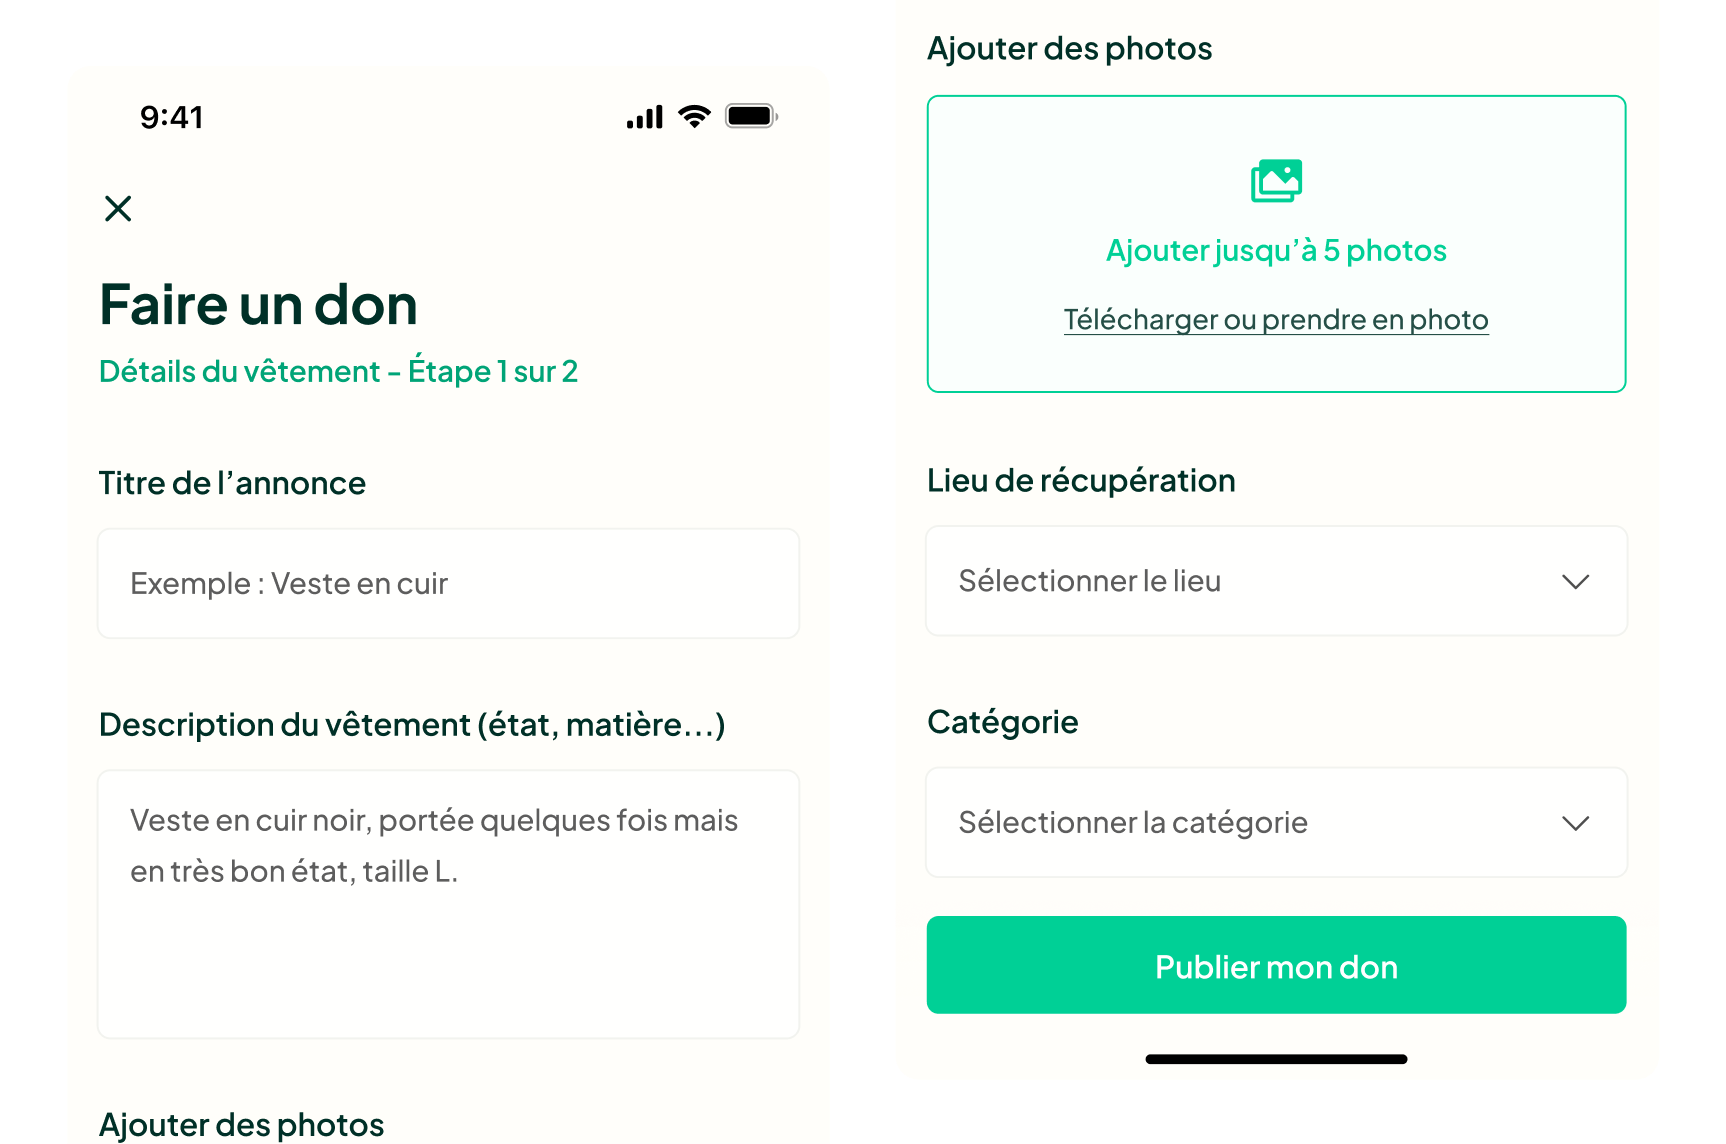 9:41
Faire un don
Détails du vêtement - Étape 1 sur 2
Titre de l’annonce
Exemple : Veste en cuir
Description du vêtement (état, matière...)
Veste en cuir noir, portée quelques fois mais
en très bon état, taille L.
Ajouter des photos
Ajouter des photos
Ajouter jusqu’à 5 photos
Télécharger ou prendre en photo
Lieu de récupération
Sélectionner le lieu
Catégorie
Sélectionner la catégorie
Publier mon don